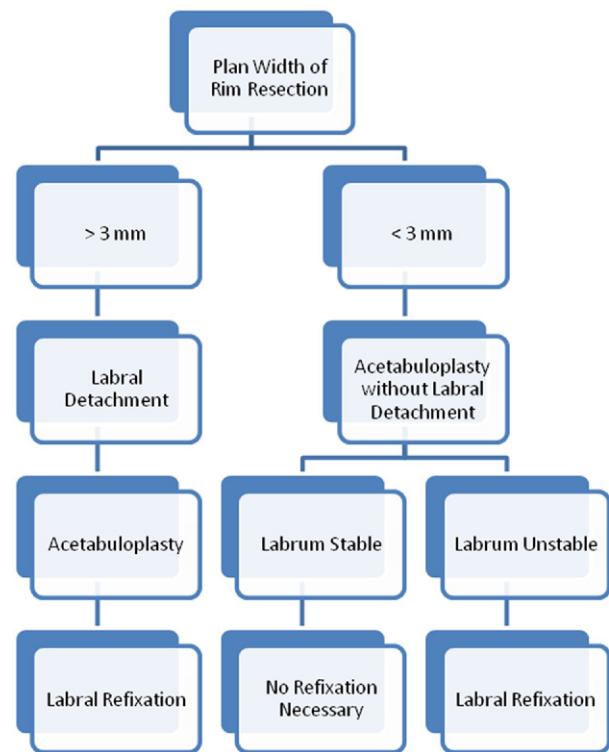 Plan Width of
Rim Resection
> 3 mm
< 3 mm
Labral
Detachment
Acetabuloplasty
without Labral
Detachment
Acetabuloplasty
Labrum Stable
Labrum Unstable
Labral Refixation
No Refixation
Necessary
Labral Refixation